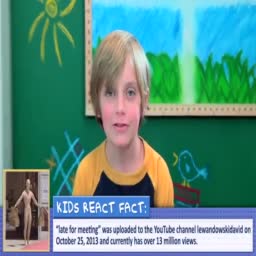 KIDS REACT FACT:
"late for meeting" was uploaded to the YouTube channel lewandowskidavid on
October 25, 2013 and currently has over 13 million views.